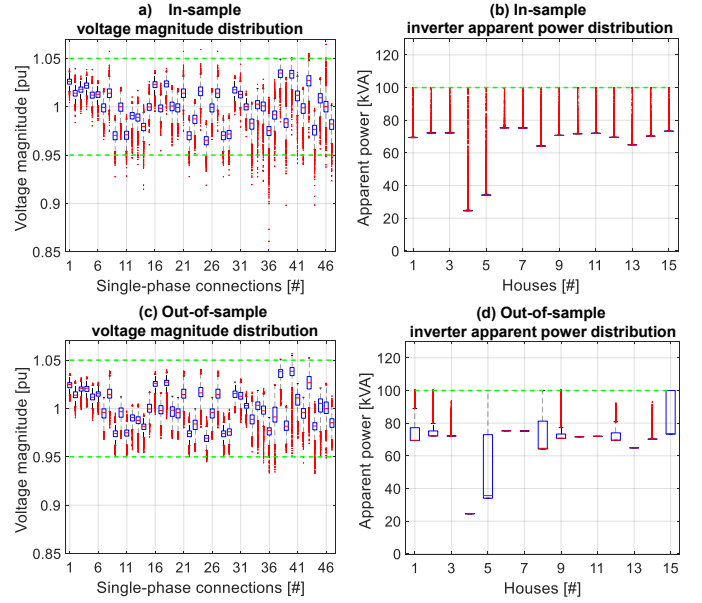 a) In-sample
voltage magnitude distribution
Voltage magnitude [pu]
1.05
1
0.95
0.9
0.85
1 6 11 16 21 26 31 36 41 46
Single-phase connections [#]
(b) In-sample
inverter apparent power distribution
Apparent power [kVA]
120
100
80
60
40
20
0
1 3 5 7 9 11 13 15
Houses [#]
(c) Out-of-sample
voltage magnitude distribution
Voltage magnitude [pu]
1.05
1
0.95
0.9
0.85
1 6 11 16 21 26 31 36 41 46
Single-phase connections [#]
(d) Out-of-sample
inverter apparent power distribution
Apparent power [kVA]
120
100
80
60
40
20
0
1 3 5 7 9 11 13 15
Houses [#]